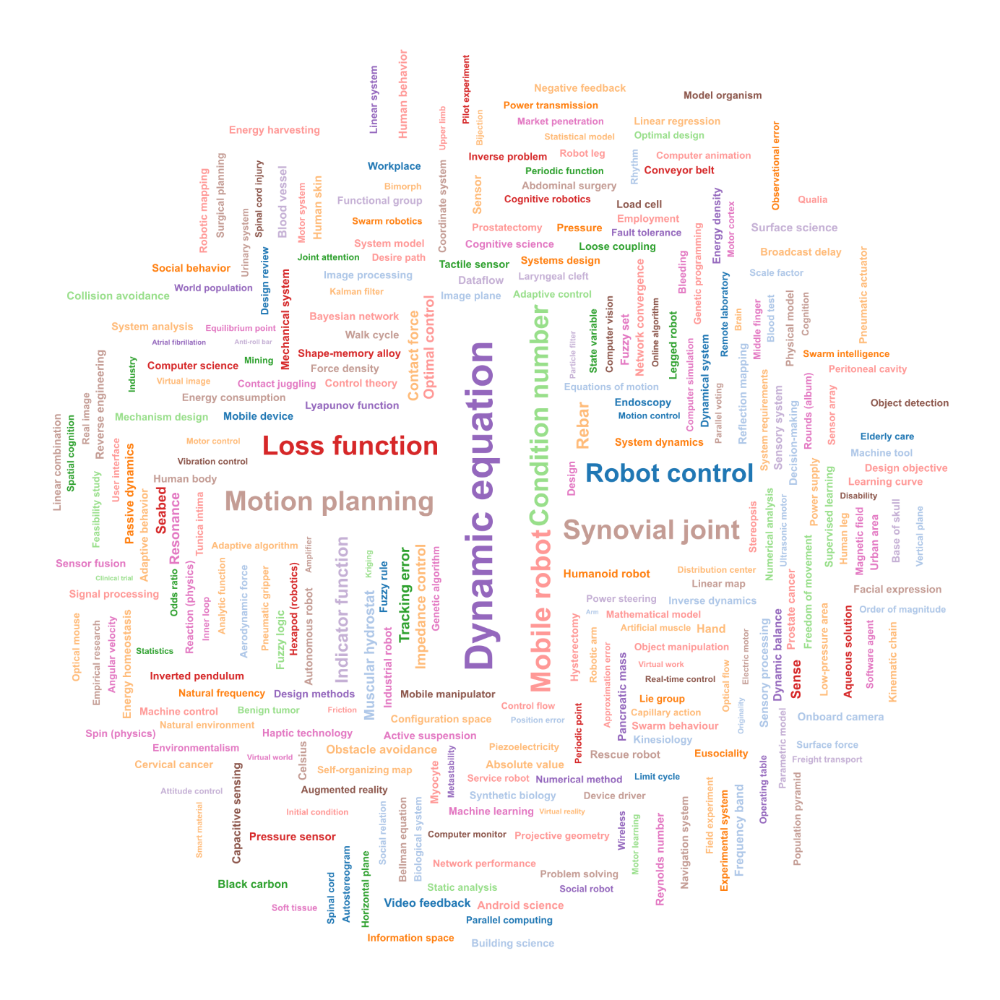 Linear system
Human behavior
Upper limb
Pilot experiment
Bijection
Negative feedback
Model organism
Power transmission
Market penetration
Linear regression
Energy harvesting
Statistical model
Optimal design
Observational error
Inverse problem
Robot leg
Rhythm
Computer animation
Workplace
Periodic function
Conveyor belt
Robotic mapping
Surgical planning
Spinal cord injury
Blood vessel
Motor system
Human skin
Bimorph
Coordinate system
Sensor
Abdominal surgery
Functional group
Cognitive robotics
Load cell
Energy density
Motor cortex
Qualia
Swarm robotics
Employment
Urinary system
Prostatectomy
Pressure
Fault tolerance
Surface science
System model
Cognitive science
Loose coupling
Broadcast delay
Joint attention
Desire path
Tactile sensor
Systems design
Social behavior
Design review
Image processing
Dataflow
Laryngeal cleft
Bleeding
Genetic programming
Scale factor
Pneumatic actuator
World population
Kalman filter
Image plane
Adaptive control
Network convergence
Remote laboratory
Collision avoidance
Mechanical system
Optimal control
Contact force
Bayesian network
Brain
Middle finger
Blood test
Physical model
Cognition
System analysis
Equilibrium point
Walk cycle
Condition number
Particle filter
State variable
Computer vision
Fuzzy set
Online algorithm
Legged robot
Atrial fibrillation
Anti-roll bar
Dynamic equation
Computer simulation
Dynamical system
Swarm intelligence
Industry
Computer science
Mining
Shape-memory alloy
Force density
Peritoneal cavity
Virtual image
Contact juggling
Control theory
Equations of motion
Parallel voting
Reflection mapping
System requirements
Sensory system
Decision-making
Rounds (album)
Sensor array
Reverse engineering
Energy consumption
Lyapunov function
Endoscopy
Object detection
Real image
Mechanism design
Mobile device
Motion control
Rebar
Linear combination
Spatial cognition
Motor control
Loss function
System dynamics
Elderly care
User interface
Passive dynamics
Vibration control
Design
Machine tool
Human body
Robot control
Design objective
Learning curve
Feasibility study
Adaptive behavior
Seabed
Resonance
Tunica intima
Motion planning
Mobile robot
Synovial joint
Stereopsis
Numerical analysis
Ultrasonic motor
Power supply
Supervised learning
Human leg
Disability
Magnetic field
Urban area
Base of skull
Vertical plane
Adaptive algorithm
Amplifier
Indicator function
Kriging
Fuzzy rule
Tracking error
Impedance control
Genetic algorithm
Sensor fusion
Clinical trial
Humanoid robot
Distribution center
Linear map
Freedom of movement
Signal processing
Odds ratio
Reaction (physics)
Inner loop
Analytic function
Aerodynamic force
Pneumatic gripper
Fuzzy logic
Hexapod (robotics)
Autonomous robot
Muscular hydrostat
Industrial robot
Power steering
Inverse dynamics
Facial expression
Arm
Mathematical model
Prostate cancer
Order of magnitude
Optical mouse
Empirical research
Angular velocity
Energy homeostasis
Statistics
Hysterectomy
Robotic arm
Approximation error
Artificial muscle
Hand
Object manipulation
Electric motor
Sensory processing
Dynamic balance
Sense
Low-pressure area
Aqueous solution
Software agent
Kinematic chain
Inverted pendulum
Virtual work
Pancreatic mass
Real-time control
Optical flow
Natural frequency
Design methods
Mobile manipulator
Lie group
Machine control
Benign tumor
Friction
Control flow
Capillary action
Originality
Onboard camera
Natural environment
Configuration space
Position error
Swarm behaviour
Parametric model
Spin (physics)
Haptic technology
Active suspension
Periodic point
Kinesiology
Environmentalism
Obstacle avoidance
Piezoelectricity
Surface force
Virtual world
Celsius
Rescue robot
Eusociality
Freight transport
Cervical cancer
Self-organizing map
Absolute value
Capacitive sensing
Myocyte
Metastability
Service robot
Numerical method
Limit cycle
Operating table
Attitude control
Augmented reality
Synthetic biology
Device driver
Population pyramid
Smart material
Initial condition
Machine learning
Virtual reality
Wireless
Motor learning
Reynolds number
Navigation system
Field experiment
Experimental system
Frequency band
Social relation
Bellman equation
Biological system
Pressure sensor
Computer monitor
Projective geometry
Network performance
Black carbon
Problem solving
Spinal cord
Autostereogram
Horizontal plane
Static analysis
Social robot
Soft tissue
Video feedback
Android science
Parallel computing
Information space
Building science